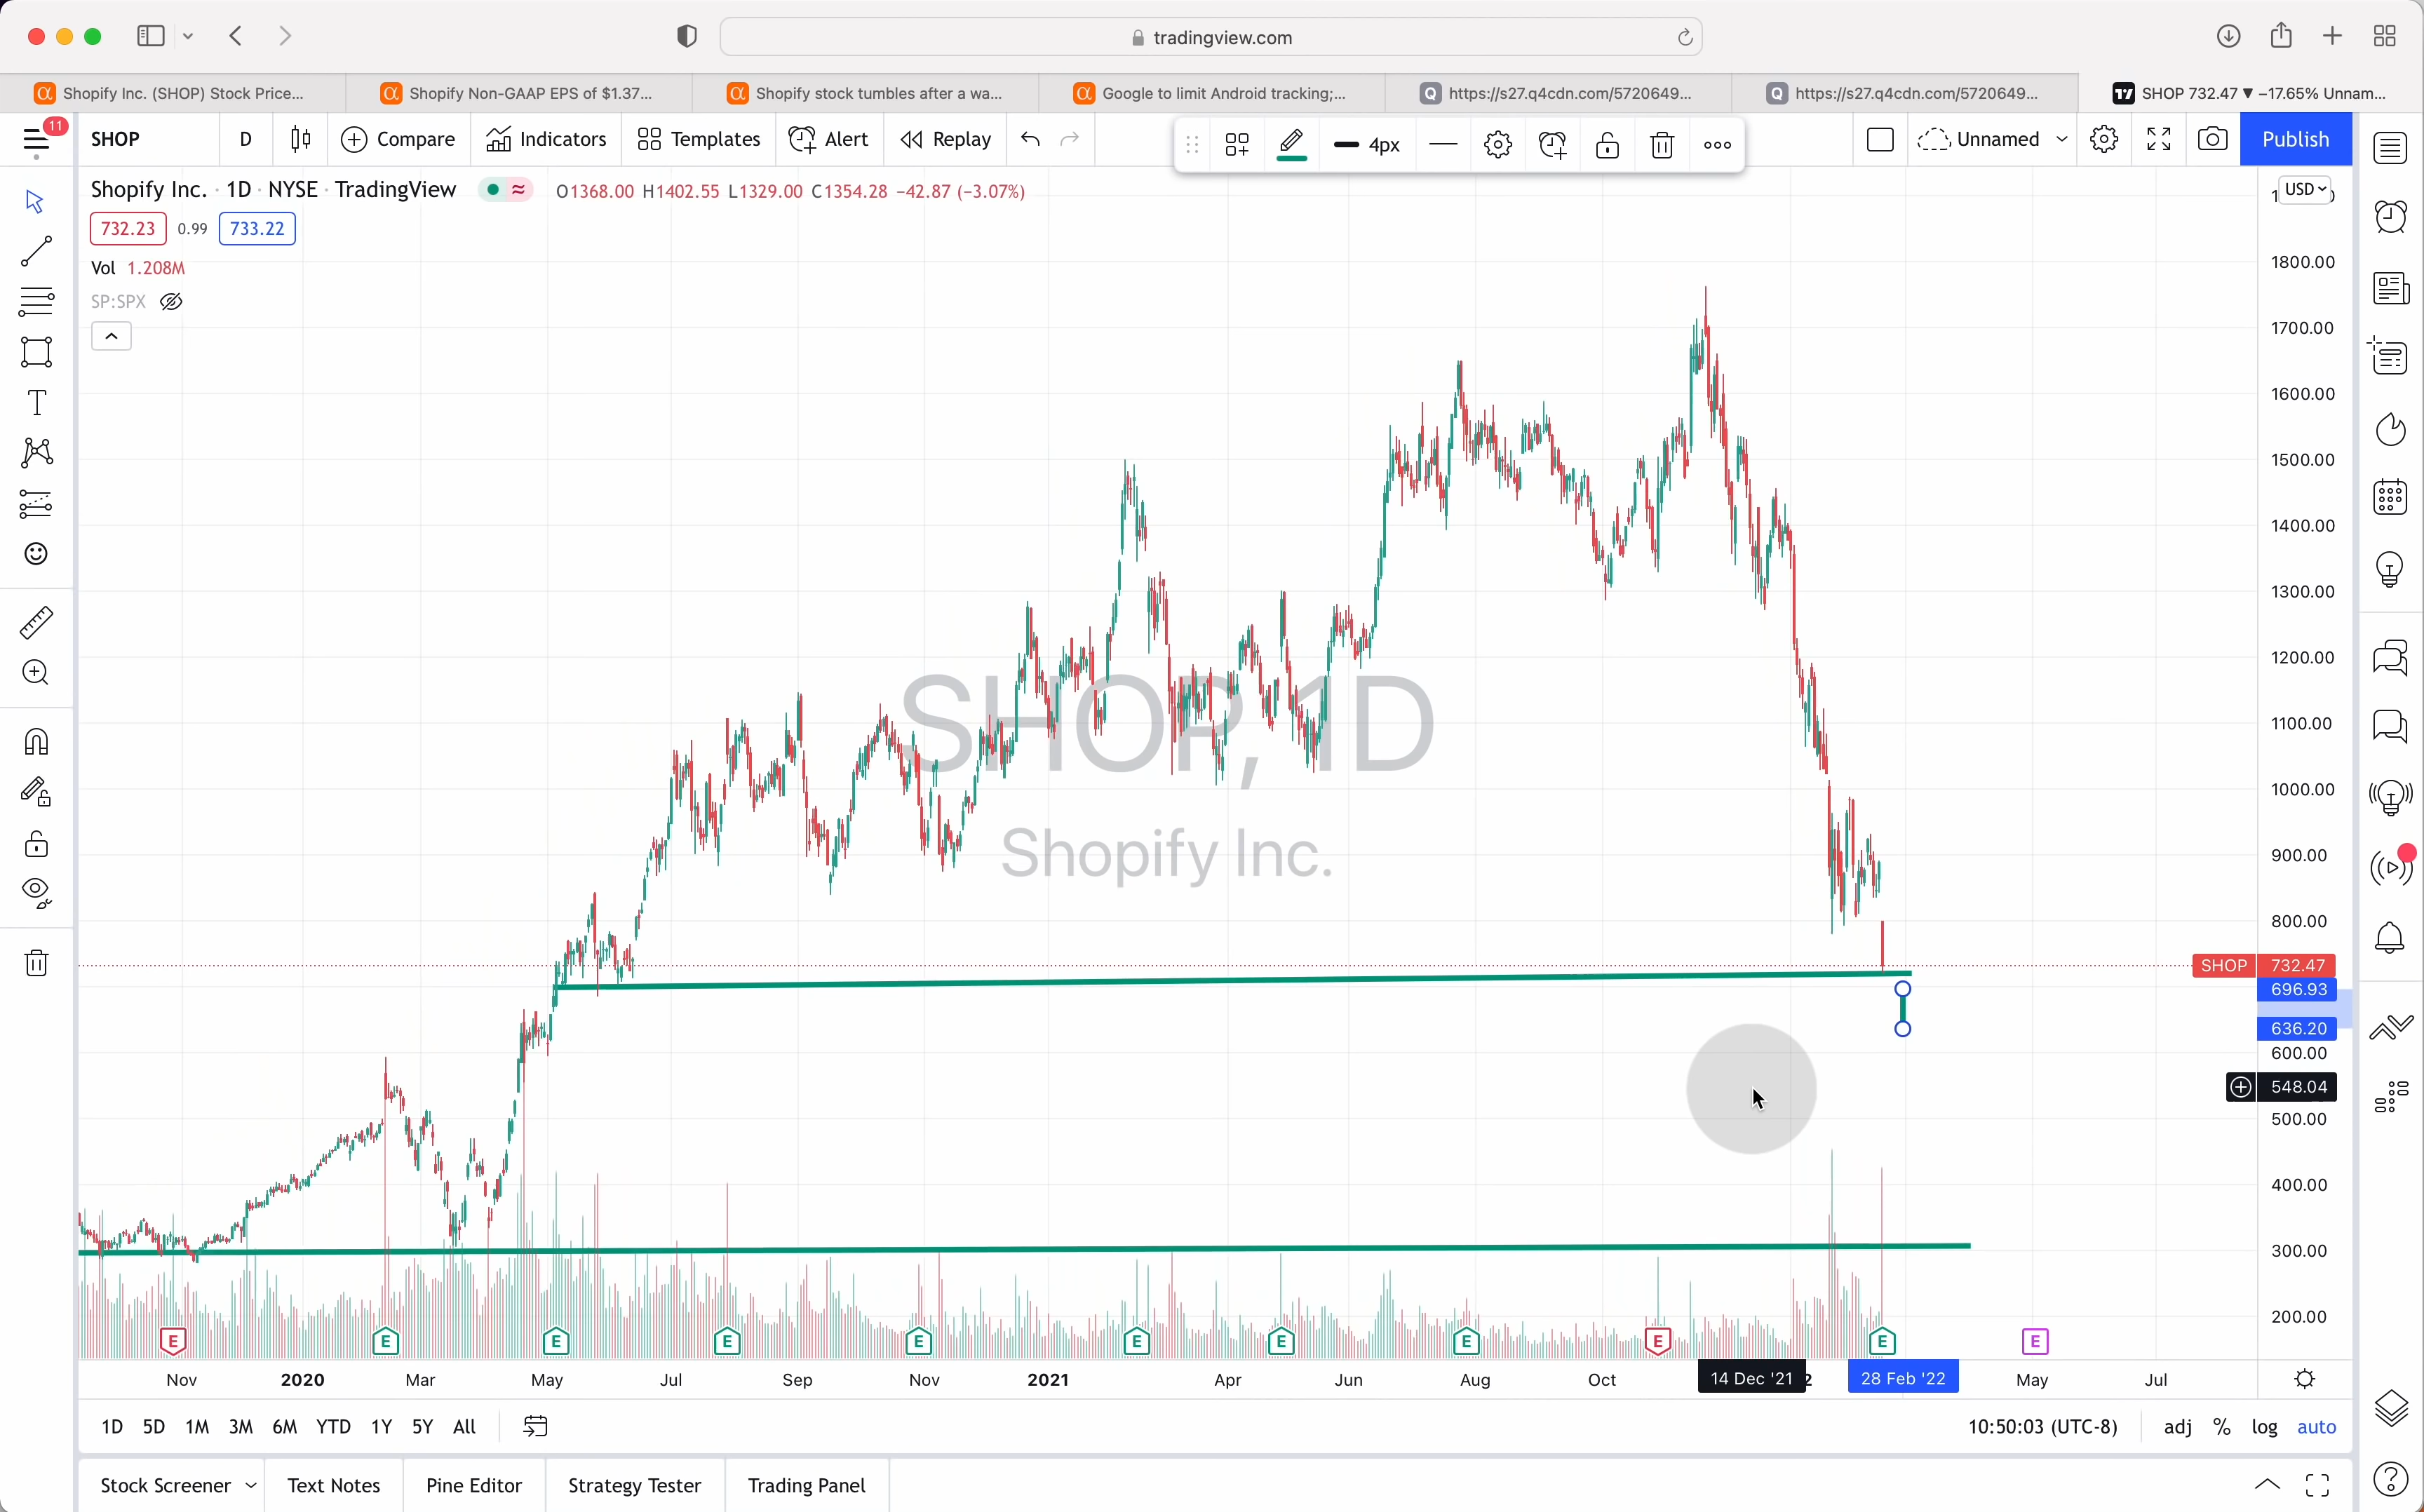 tradingview.com
Shopify Inc. (SHOP) Stock Price...
Shopify Non-GAAP EPS of $1.37...
Shopify stock tumbles after a wa...
Google to limit Android tracking;...
https://s27.q4cdn.com/5720649...
https://s27.q4cdn.com/5720649...
SHOP 732.47 ▼ −17.65% Unnam...
11
SHOP D Compare Indicators Templates Alert Replay 4px Unnamed Publish
Shopify Inc. · 1D · NYSE · TradingView O1368.00 H1402.55 L1329.00 C1354.28 −42.87 (−3.07%)
USD
732.23 0.99 733.22
Vol 1.208M
SP:SPX
1800.00
1700.00
1600.00
1500.00
1400.00
1300.00
1200.00
1100.00
1000.00
900.00
800.00
SHOP 732.47
696.93
636.20
600.00
548.04
500.00
400.00
300.00
200.00
SHOP, 1D
Shopify Inc.
E E E E E E E E E E E
Nov 2020 Mar May Jul Sep Nov 2021 Apr Jun Aug Oct 14 Dec '21 28 Feb '22 May Jul
1D 5D 1M 3M 6M YTD 1Y 5Y All 10:50:03 (UTC-8) adj % log auto
Stock Screener Text Notes Pine Editor Strategy Tester Trading Panel